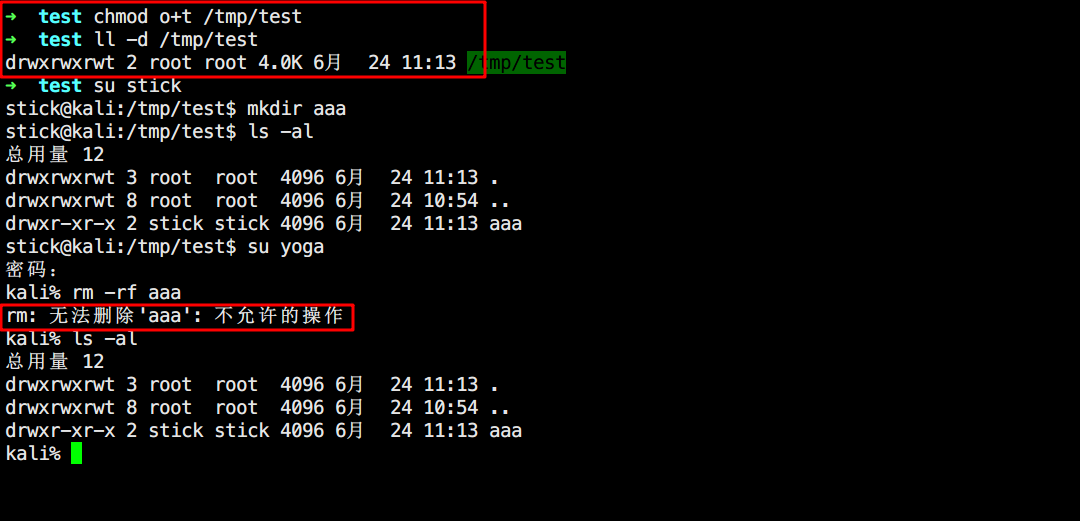 ➜  test chmod o+t /tmp/test
➜  test ll -d /tmp/test
drwxrwxrwt 2 root root 4.0K 6月  24 11:13 /tmp/test
➜  test su stick
stick@kali:/tmp/test$ mkdir aaa
stick@kali:/tmp/test$ ls -al
总用量 12
drwxrwxrwt 3 root  root  4096 6月  24 11:13 .
drwxrwxrwt 8 root  root  4096 6月  24 10:54 ..
drwxr-xr-x 2 stick stick 4096 6月  24 11:13 aaa
stick@kali:/tmp/test$ su yoga
密码：
kali% rm -rf aaa
rm: 无法删除'aaa': 不允许的操作
kali% ls -al
总用量 12
drwxrwxrwt 3 root  root  4096 6月  24 11:13 .
drwxrwxrwt 8 root  root  4096 6月  24 10:54 ..
drwxr-xr-x 2 stick stick 4096 6月  24 11:13 aaa
kali%